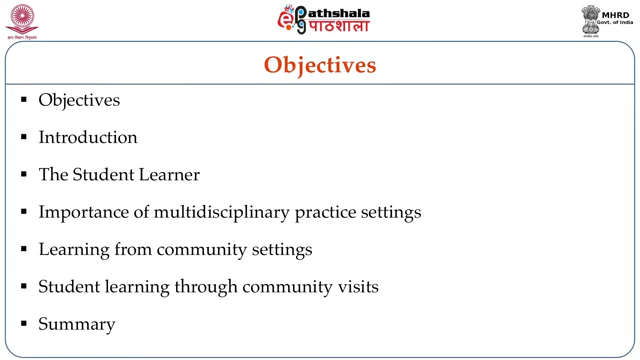 Pathshala
पाठशाला
MHRD
Govt. of India
Objectives
▪ Objectives
▪ Introduction
▪ The Student Learner
▪ Importance of multidisciplinary practice settings
▪ Learning from community settings
▪ Student learning through community visits
▪ Summary